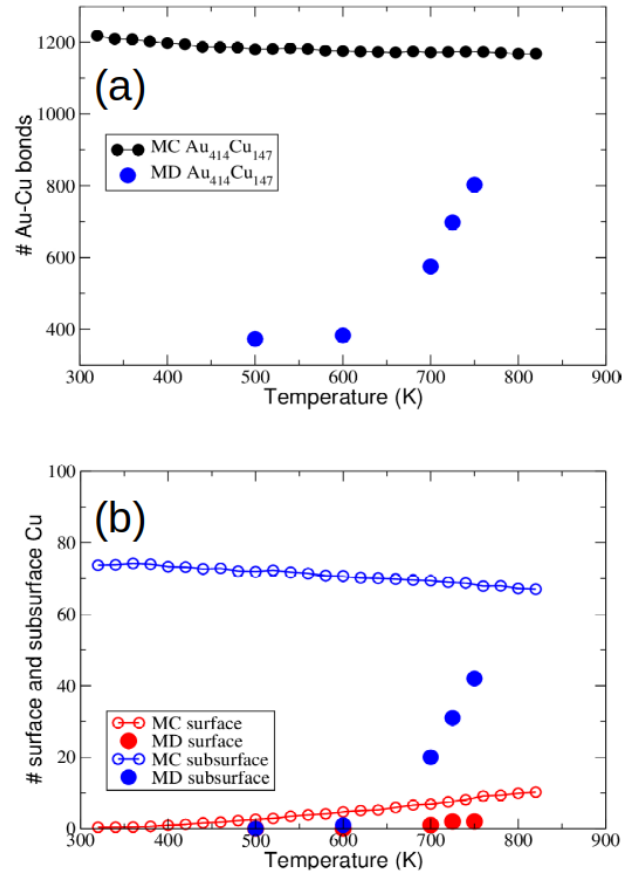 1200
(a)
1000
MC Au₄₁₄Cu₁₄₇
MD Au₄₁₄Cu₁₄₇
# Au-Cu bonds
800
600
400
300 400 500 600 700 800 900
Temperature (K)
100
(b)
80
60
# surface and subsurface Cu
40
MC surface
MD surface
MC subsurface
MD subsurface
20
0
300 400 500 600 700 800 900
Temperature (K)